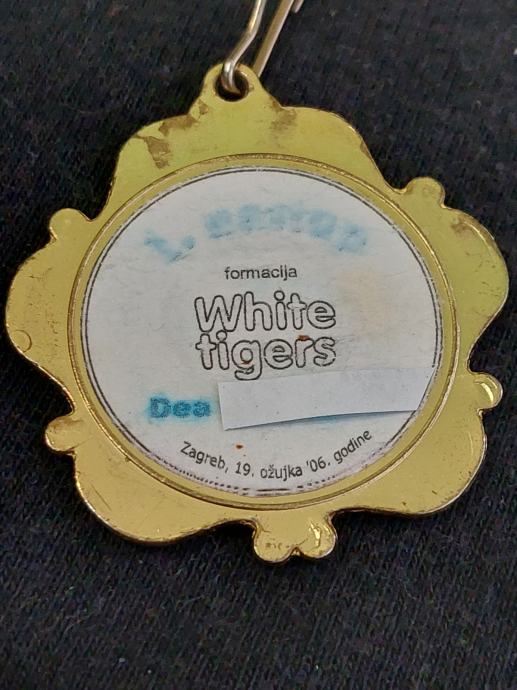 formacija
White
tigers
Dea
Zagreb, 19. ožujka '06. godine